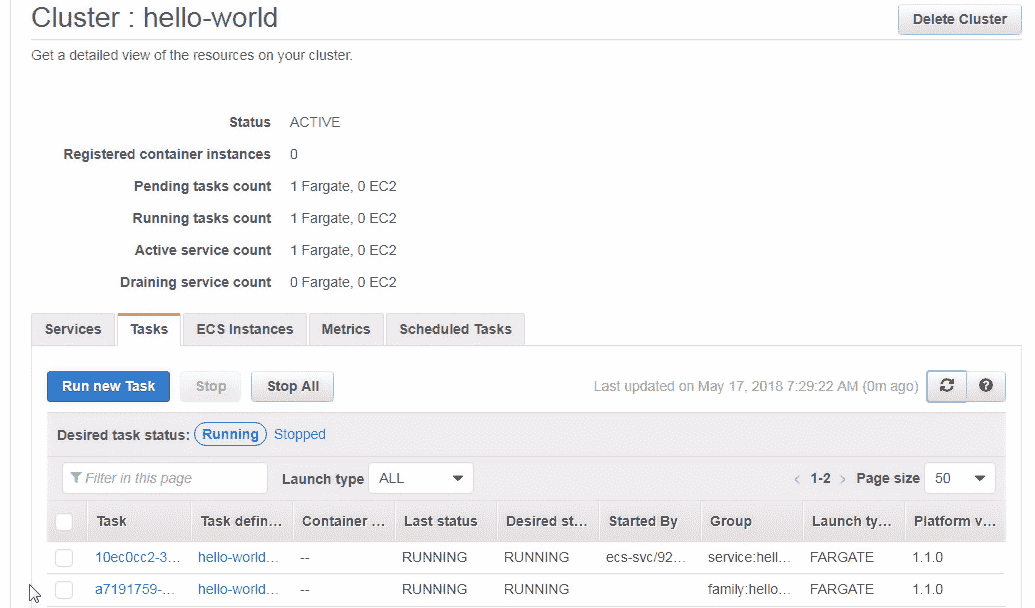 Cluster : hello-world
Delete Cluster
Get a detailed view of the resources on your cluster.
Status ACTIVE
Registered container instances 0
Pending tasks count 1 Fargate, 0 EC2
Running tasks count 1 Fargate, 0 EC2
Active service count 1 Fargate, 0 EC2
Draining service count 0 Fargate, 0 EC2
Services Tasks ECS Instances Metrics Scheduled Tasks
Run new Task Stop Stop All Last updated on May 17, 2018 7:29:22 AM (0m ago)
Desired task status: Running Stopped
Filter in this page Launch type ALL 1-2 Page size 50
Task Task defin... Container ... Last status Desired st... Started By Group Launch ty... Platform v...
10ec0cc2-3... hello-world... -- RUNNING RUNNING ecs-svc/92... service:hell... FARGATE 1.1.0
a7191759-... hello-world... -- RUNNING RUNNING family:hello... FARGATE 1.1.0